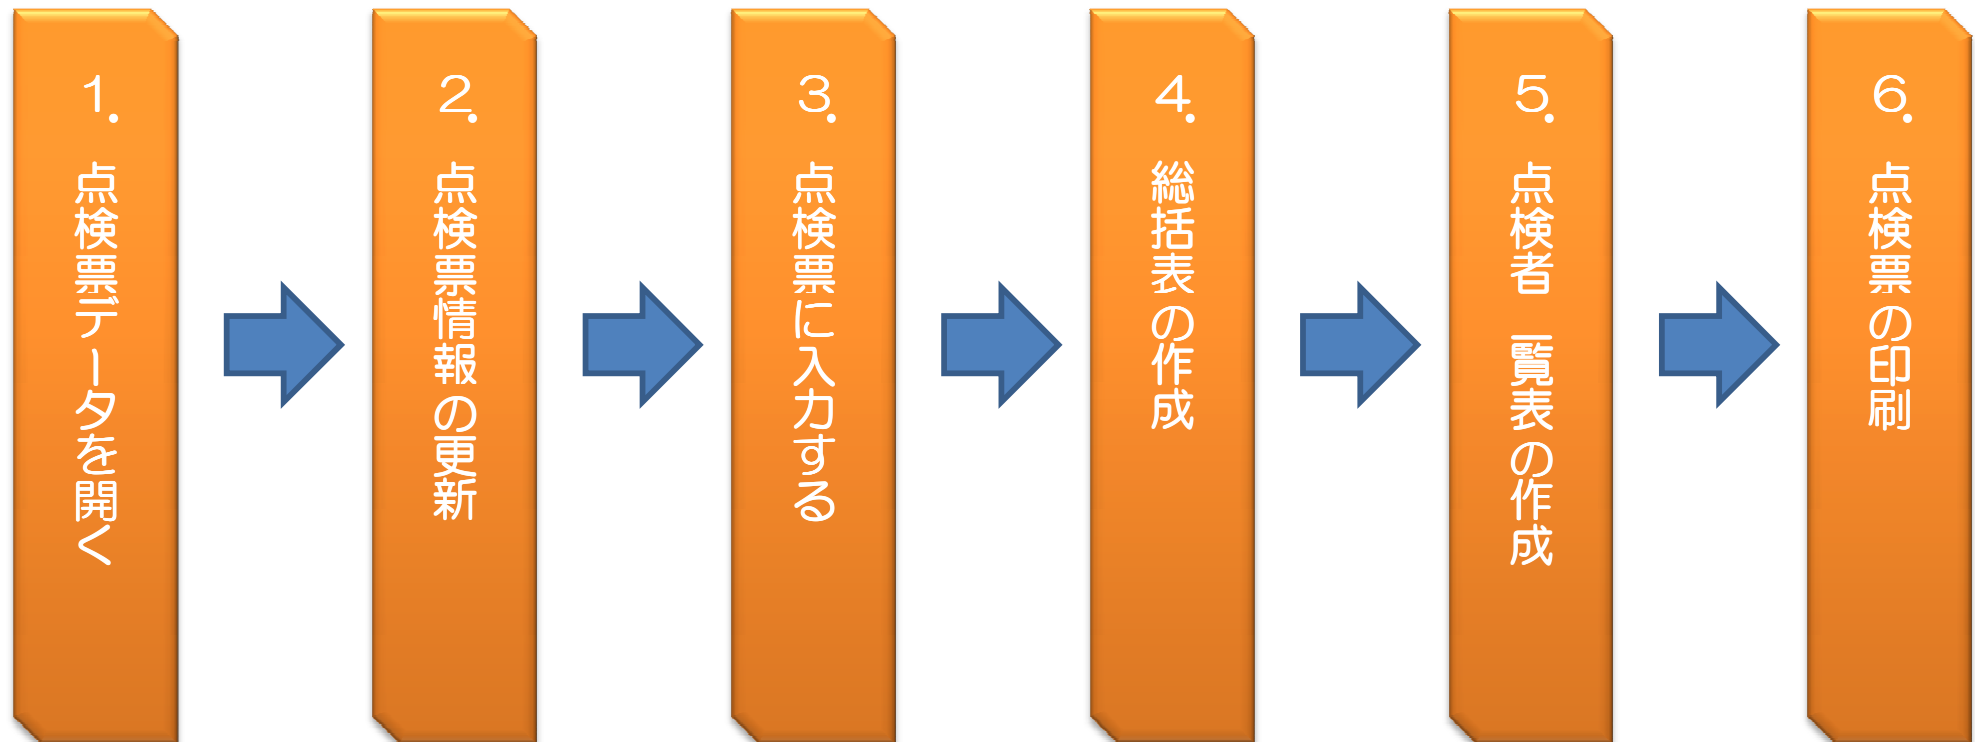 １．点検票データを開く
２．点検票情報の更新
３．点検票に入力する
４．総括表の作成
５．点検者一覧表の作成
６．点検票の印刷